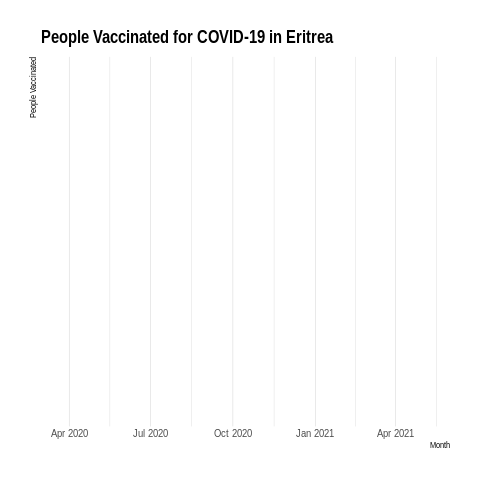 People Vaccinated for COVID-19 in Eritrea
People Vaccinated
Apr 2020
Jul 2020
Oct 2020
Jan 2021
Apr 2021
Month